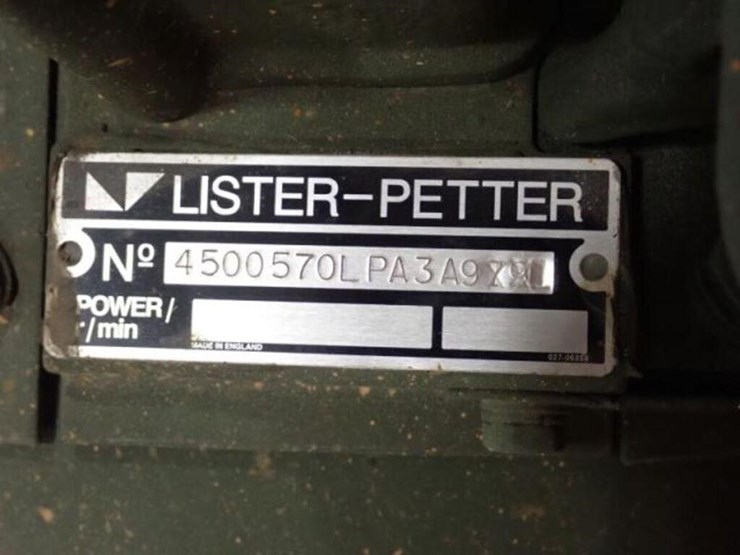 LISTER-PETTER
Nº 4500570LPA3A9
POWER/
r/min
MADE IN ENGLAND